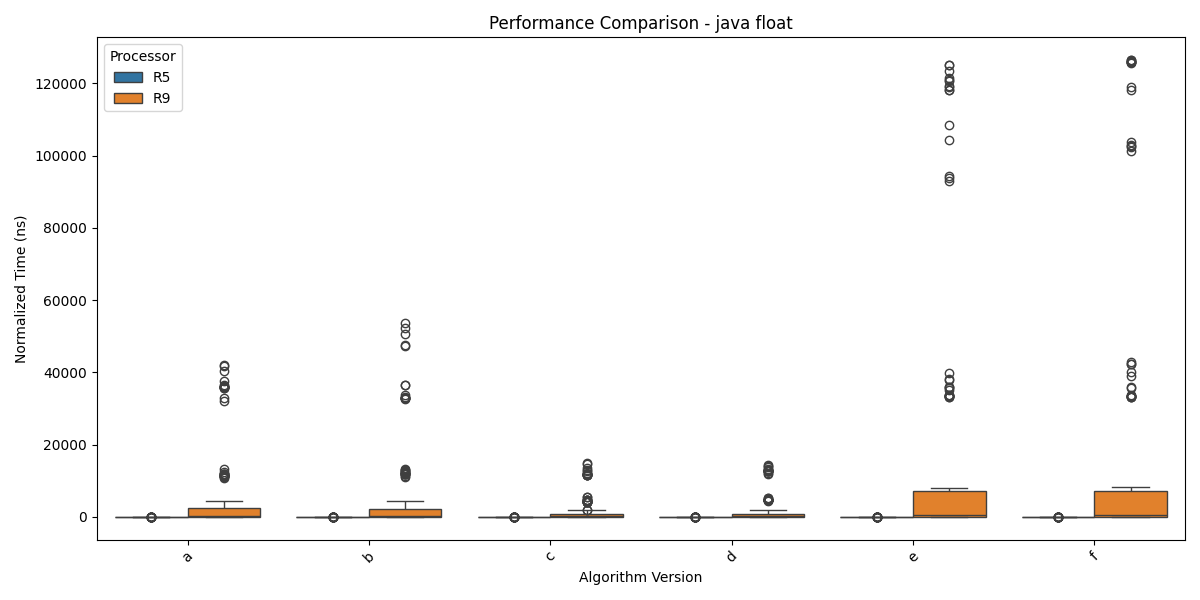 Performance Comparison - java float
Processor
R5
R9
Normalized Time (ns)
120000
100000
80000
60000
40000
20000
0
a
b
c
d
e
f
Algorithm Version